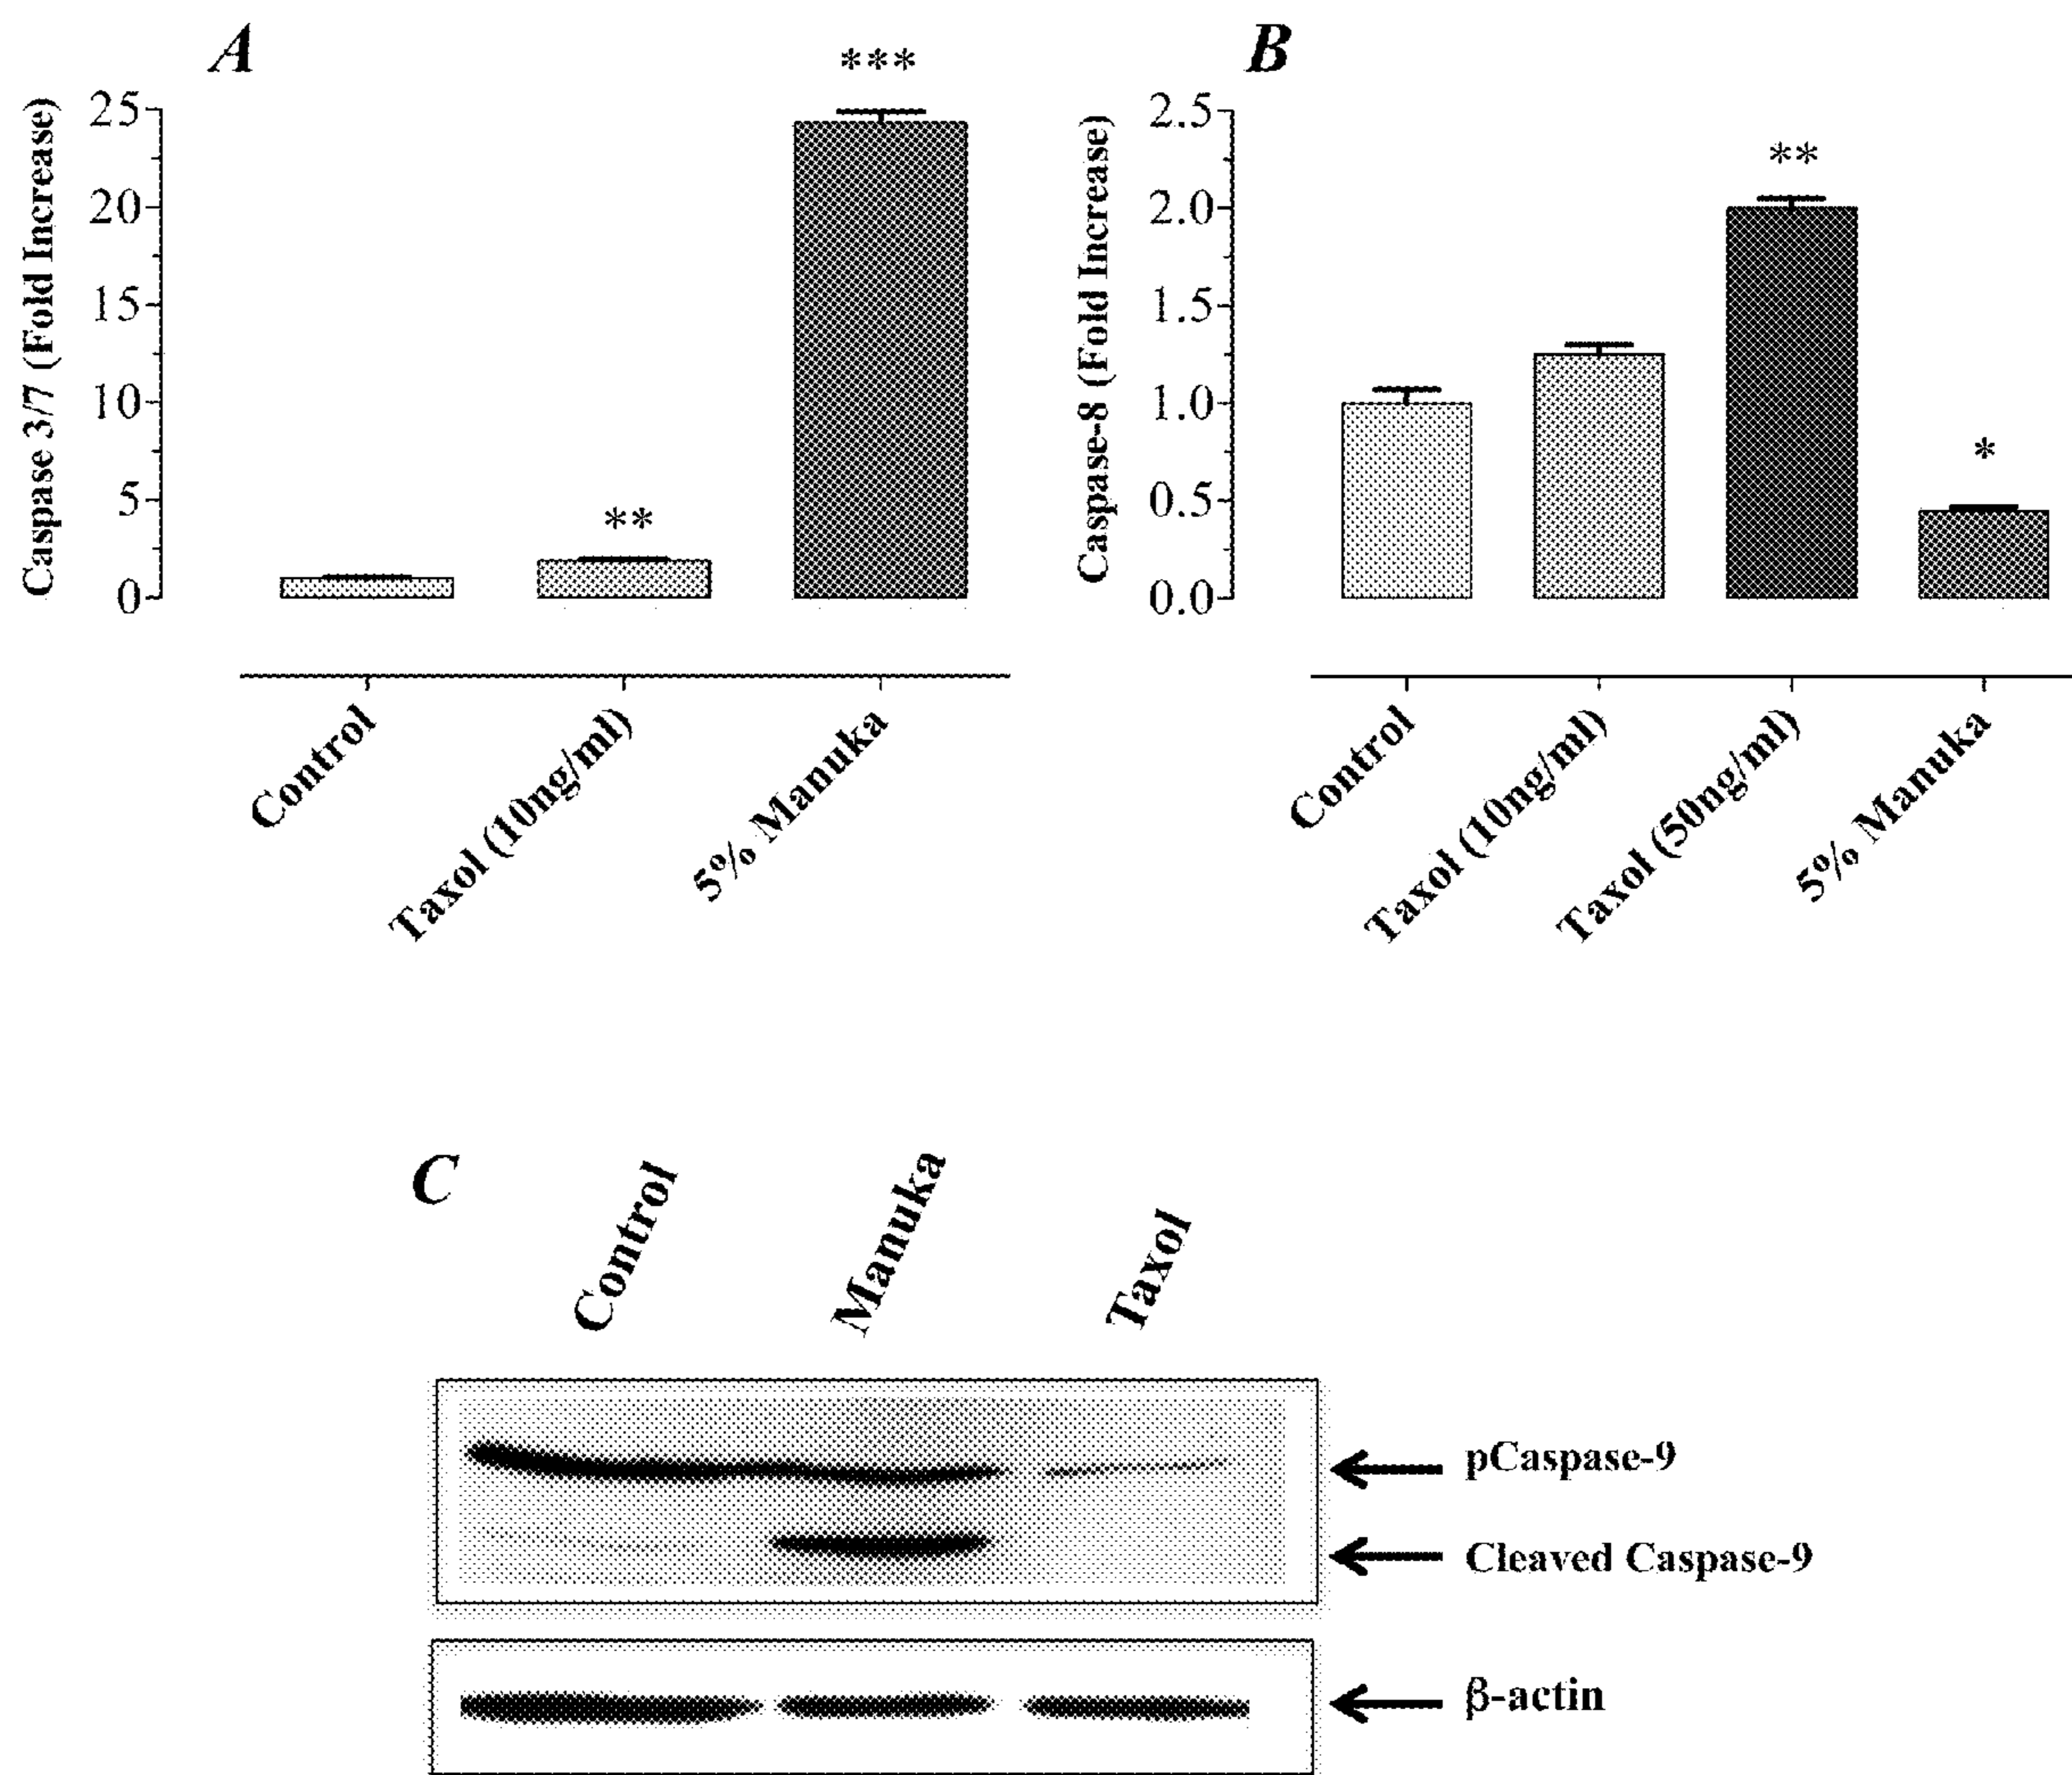 A
Caspase 3/7 (Fold Increase)
25
20
15
10
5
0
**
***
Control
Taxol (10ng/ml)
5% Manuka
B
Caspase-8 (Fold Increase)
2.5
2.0
1.5
1.0
0.5
0.0
**
*
Control
Taxol (10ng/ml)
Taxol (50ng/ml)
5% Manuka
C
Control
Manuka
Taxol
pCaspase-9
Cleaved Caspase-9
β-actin